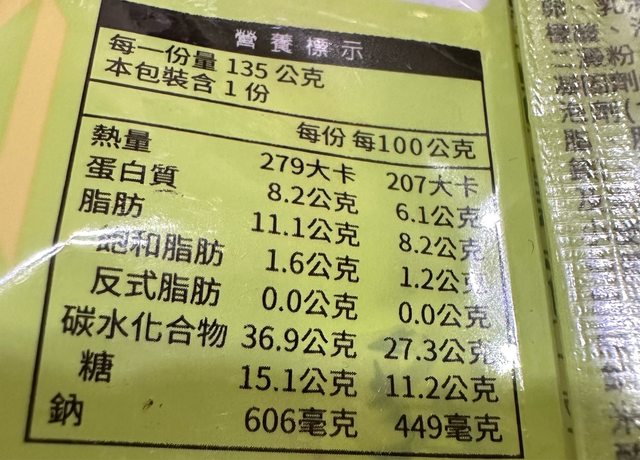 營養標示
每一份量 135 公克
本包裝含 1 份
每份 每100公克
熱量 279大卡 207大卡
蛋白質 8.2公克 6.1公克
脂肪 11.1公克 8.2公克
飽和脂肪 1.6公克 1.2公克
反式脂肪 0.0公克 0.0公克
碳水化合物 36.9公克 27.3公克
糖 15.1公克 11.2公克
鈉 606毫克 449毫克